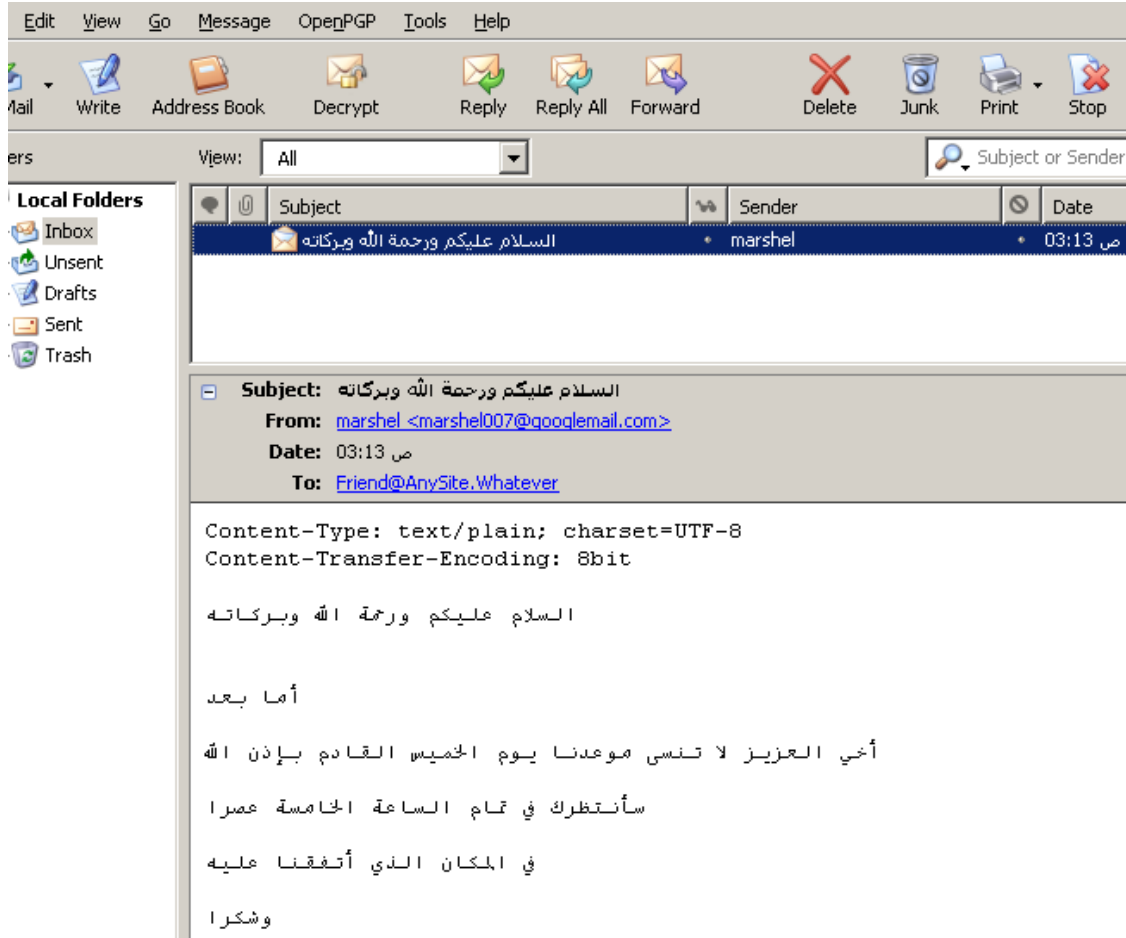 Edit View Go Message OpenPGP Tools Help
Write Address Book Decrypt Reply Reply All Forward Delete Junk Print Stop
View: All Subject or Sender
Local Folders
Subject Sender Date
Inbox
السلام عليكم ورحمة الله وبركاته marshel 03:13 ص
Unsent
Drafts
Sent
Trash
Subject: السلام عليكم ورحمة الله وبركاته
From: marshel <marshel007@googlemail.com>
Date: 03:13 ص
To: Friend@AnySite.Whatever
Content-Type: text/plain; charset=UTF-8
Content-Transfer-Encoding: 8bit
السلام عليكم ورحمة الله وبركاته
أما بعد
أخي العزيز لا تنسى موعدنا يوم الخميس القادم بإذن الله
سأنتظرك في تمام الساعة الخامسة عصرا
في المكان الذي أتفقنا عليه
وشكرا